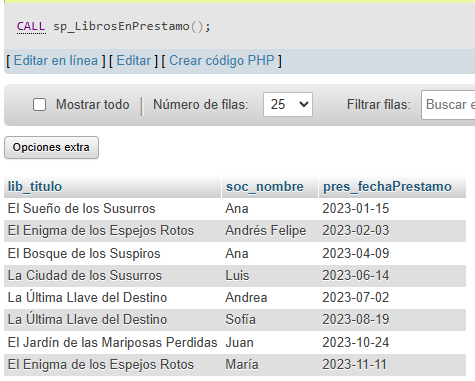 CALL sp_LibrosEnPrestamo();
[ Editar en línea ] [ Editar ] [ Crear código PHP ]
Mostrar todo Número de filas: 25 Filtrar filas: Buscar e
Opciones extra
lib_titulo soc_nombre pres_fechaPrestamo
El Sueño de los Susurros Ana 2023-01-15
El Enigma de los Espejos Rotos Andrés Felipe 2023-02-03
El Bosque de los Suspiros Ana 2023-04-09
La Ciudad de los Susurros Luis 2023-06-14
La Última Llave del Destino Andrea 2023-07-02
La Última Llave del Destino Sofía 2023-08-19
El Jardín de las Mariposas Perdidas Juan 2023-10-24
El Enigma de los Espejos Rotos María 2023-11-11